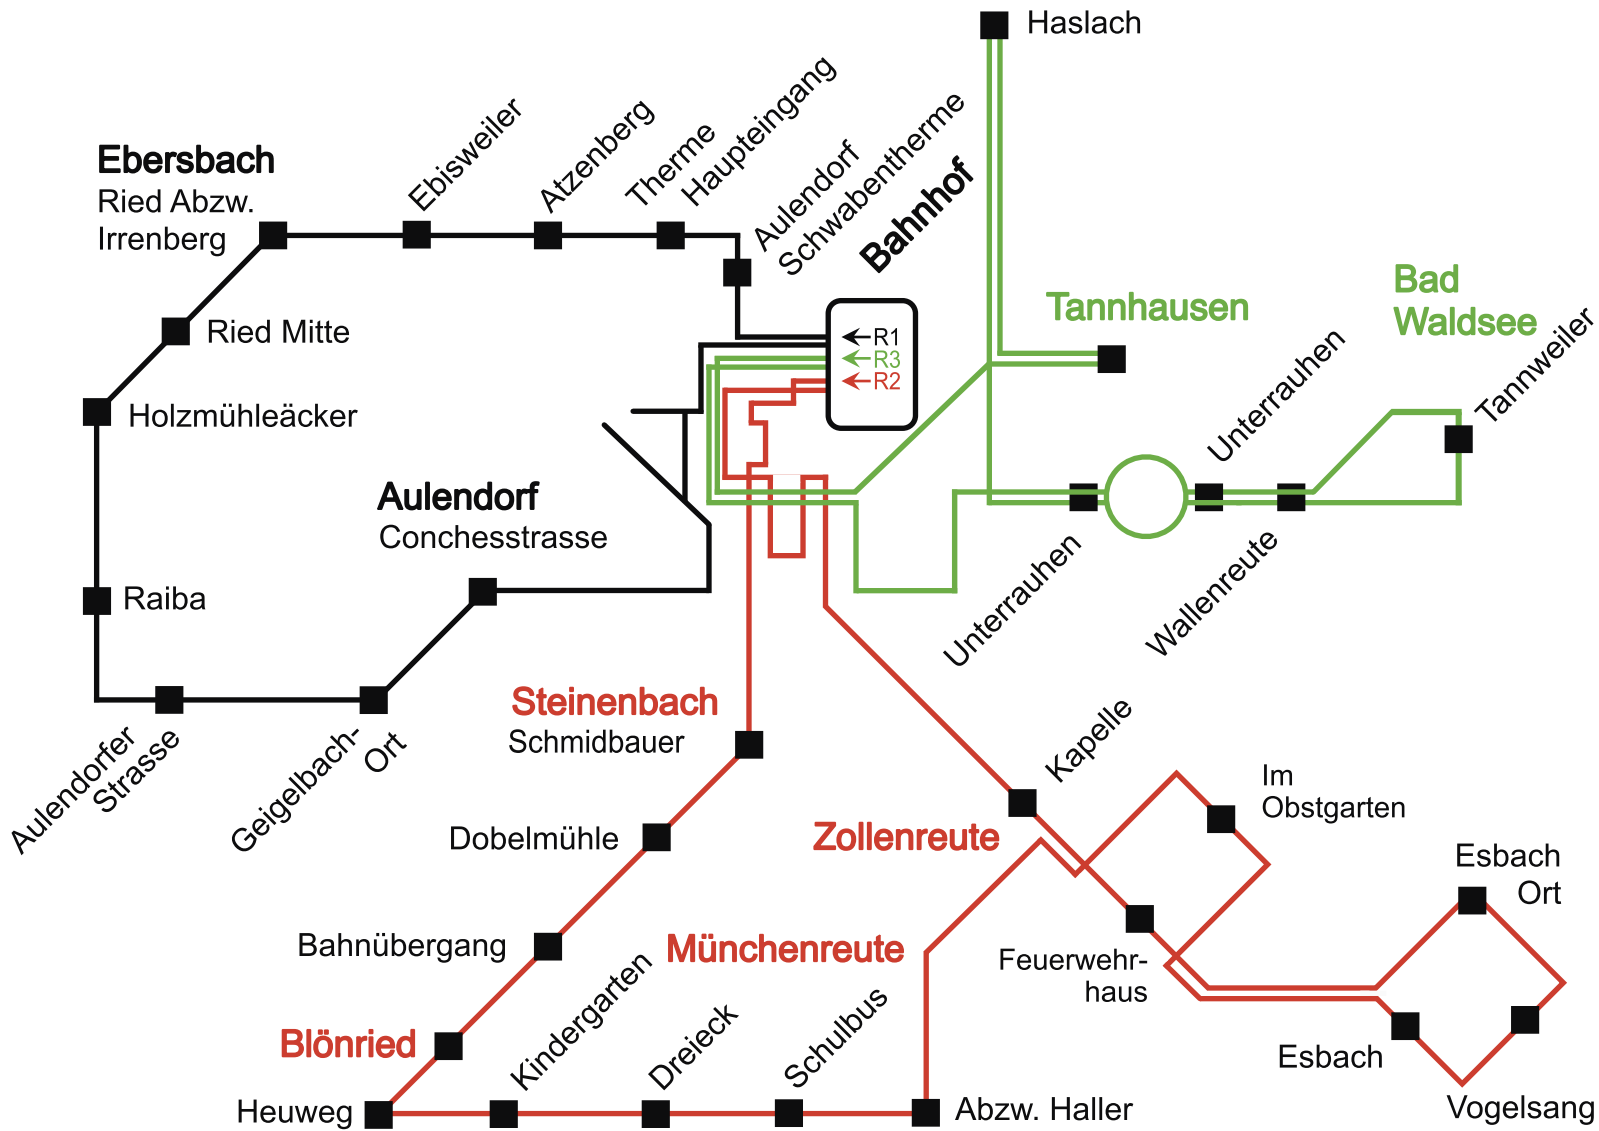 Haslach
Ebersbach
Ried Abzw.
Irrenberg
Ebisweiler
Atzenberg
Therme
Haupteingang
Aulendorf
Schwabentherme
Bahnhof
R1
R3
R2
Tannhausen
Bad
Waldsee
Tannweiler
Unterrauhen
Ried Mitte
Holzmühleäcker
Aulendorf
Conchesstrasse
Raiba
Unterrauhen
Wallenreute
Aulendorfer
Strasse
Geigelbach-
Ort
Steinenbach
Schmidbauer
Kapelle
Im
Obstgarten
Dobelmühle
Zollenreute
Esbach
Ort
Bahnübergang
Münchenreute
Feuerwehr-
haus
Blönried
Kindergarten
Dreieck
Schulbus
Esbach
Heuweg
Abzw. Haller
Vogelsang